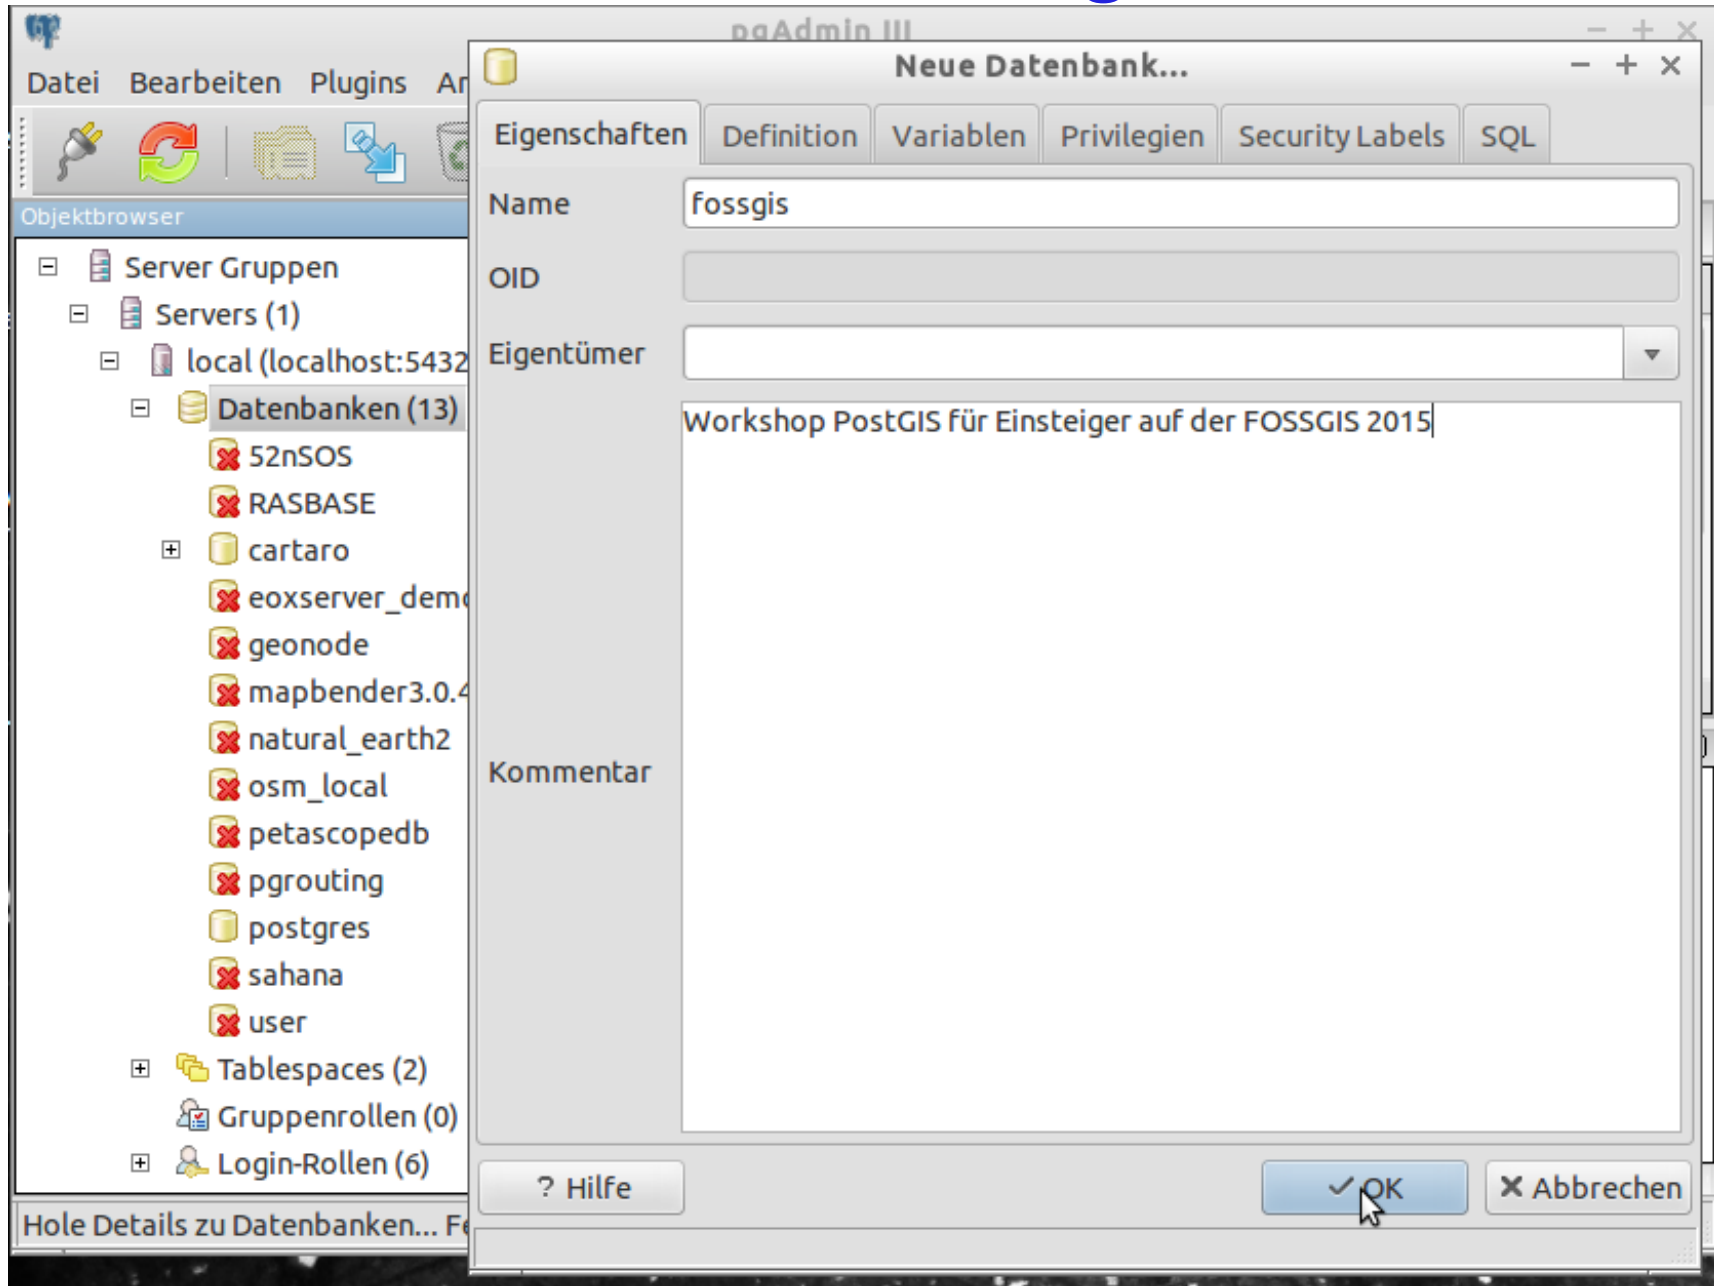 pgAdmin III
Neue Datenbank...
Datei Bearbeiten Plugins
Eigenschaften Definition Variablen Privilegien Security Labels SQL
Objektbrowser
Name fossgis
OID
Eigentümer
Workshop PostGIS für Einsteiger auf der FOSSGIS 2015
Kommentar
Server Gruppen
Servers (1)
local (localhost:5432
Datenbanken (13)
52nSOS
RASBASE
cartaro
eoxserver_demo
geonode
mapbender3.0.4
natural_earth2
osm_local
petascopedb
pgrouting
postgres
sahana
user
Tablespaces (2)
Gruppenrollen (0)
Login-Rollen (6)
? Hilfe OK Abbrechen
Hole Details zu Datenbanken...